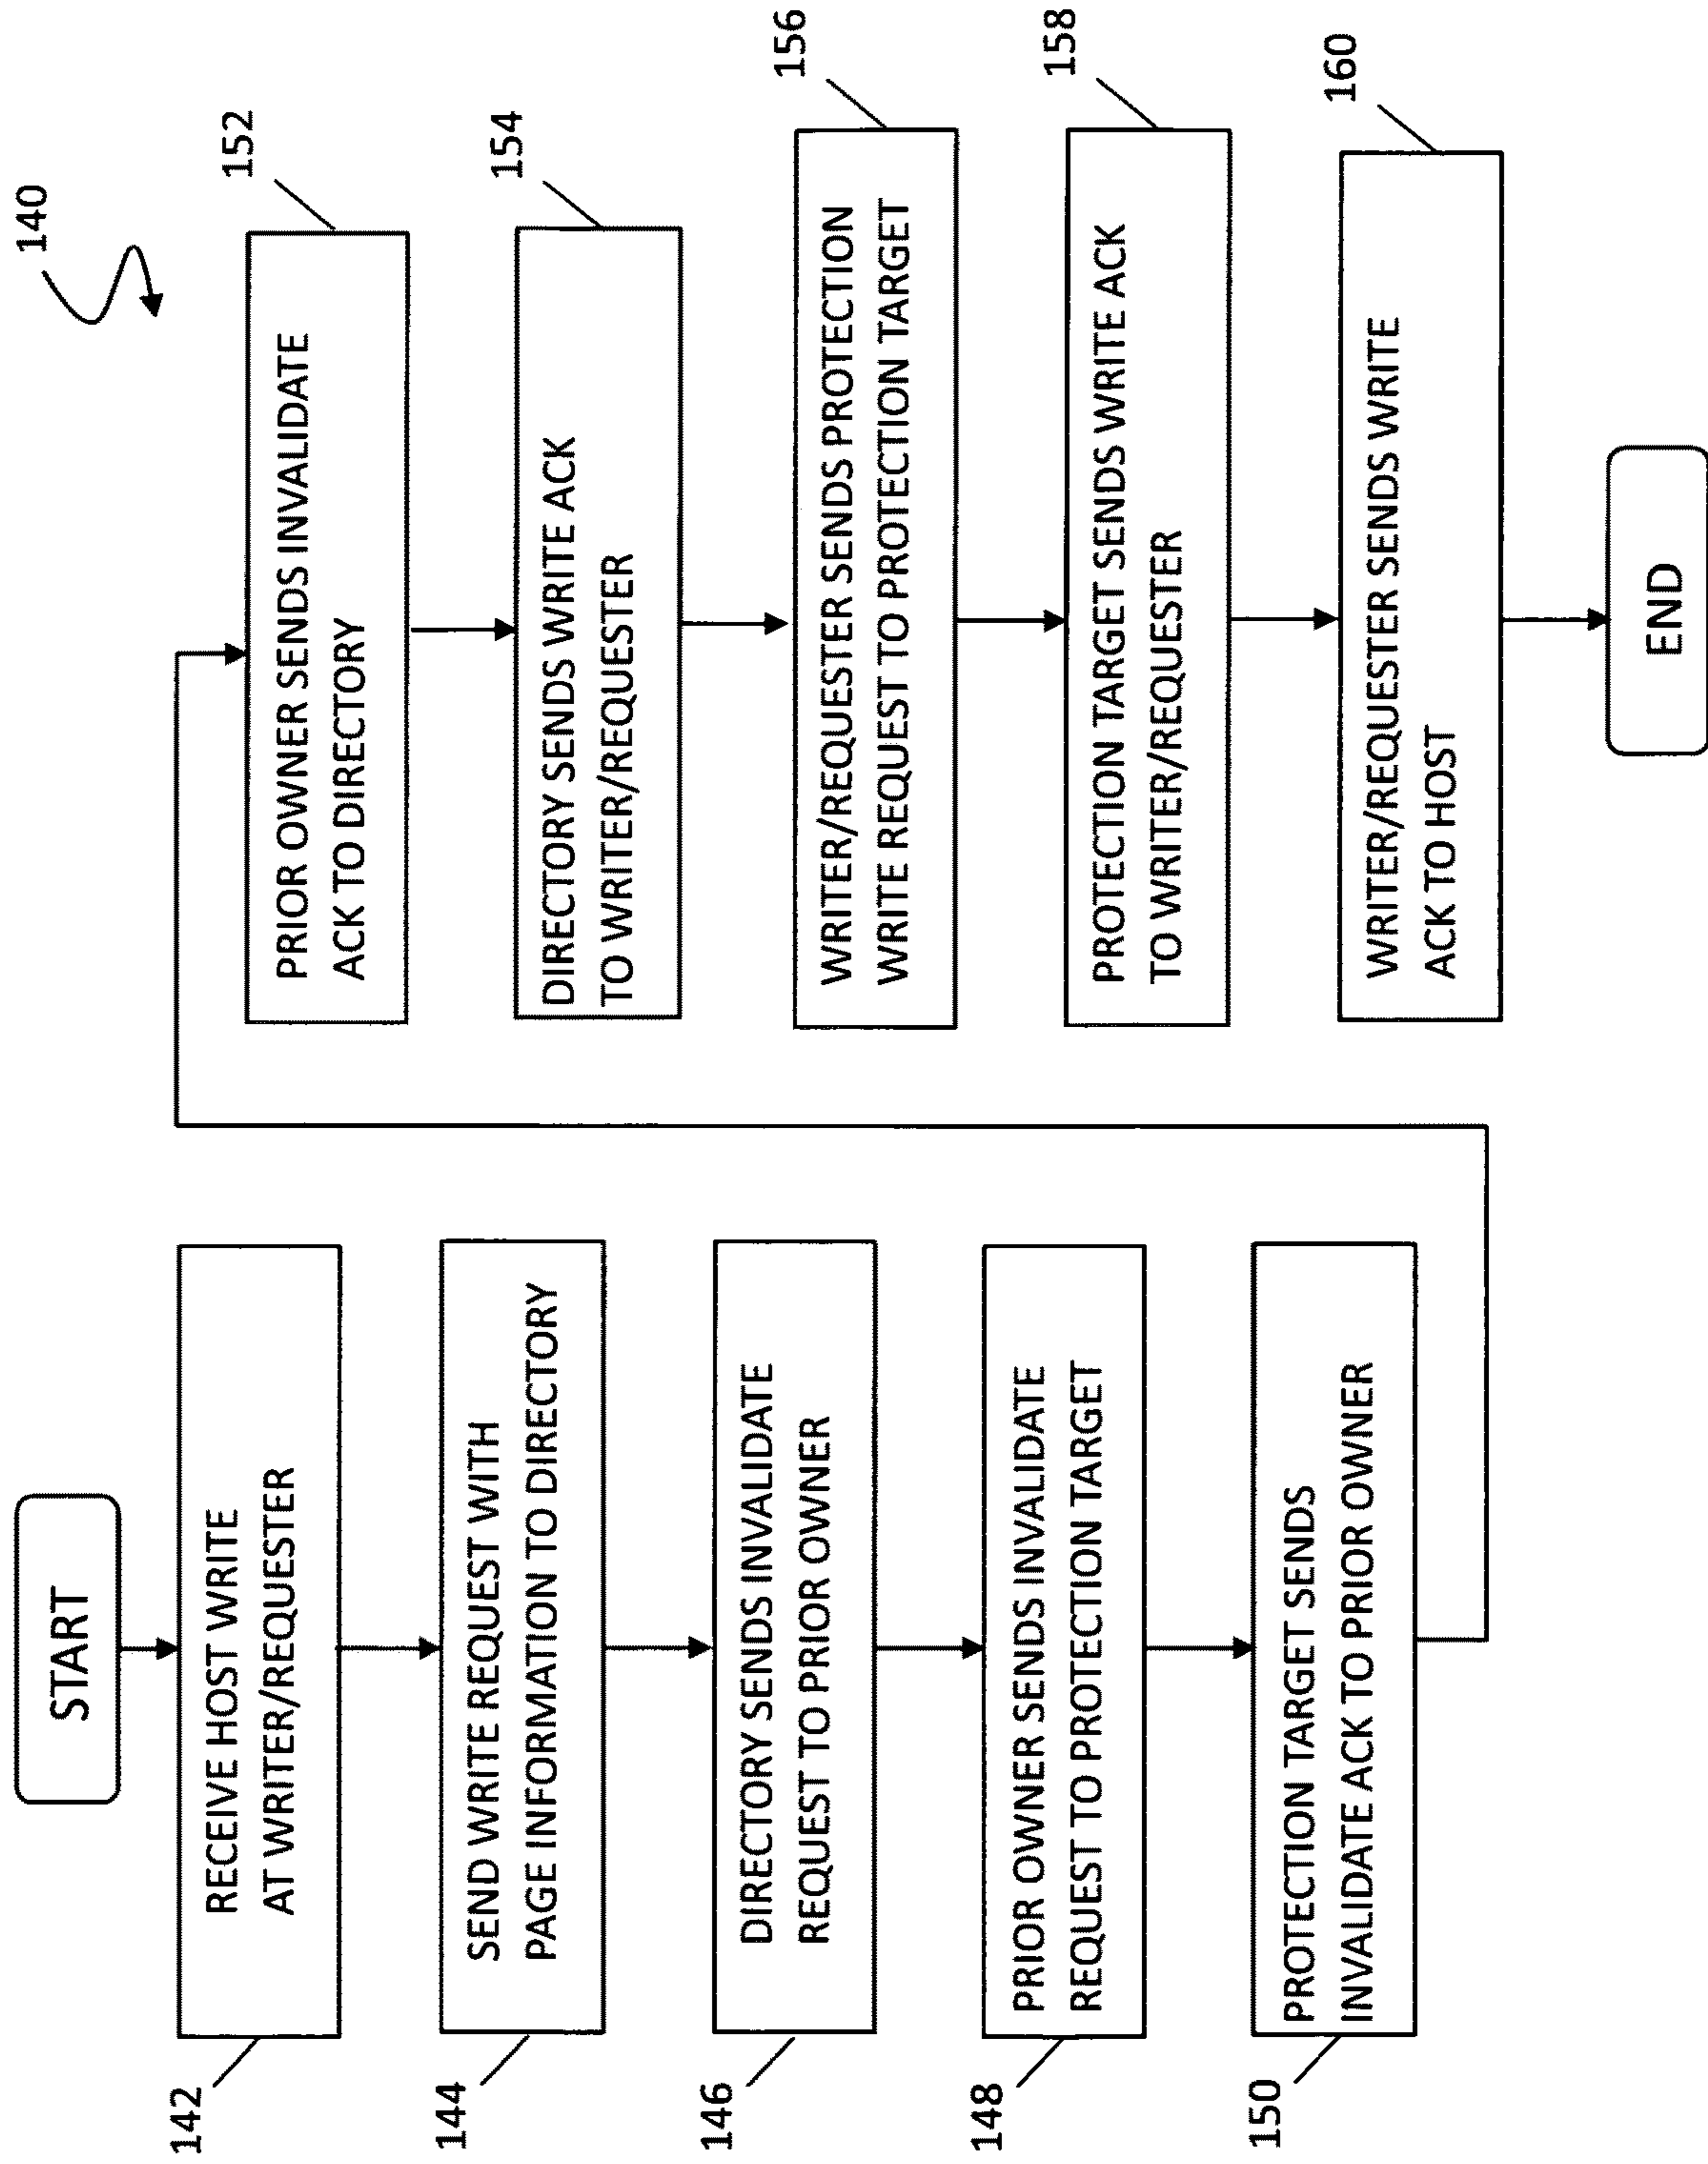 140
START
142
RECEIVE HOST WRITE
AT WRITER/REQUESTER
144
SEND WRITE REQUEST WITH
PAGE INFORMATION TO DIRECTORY
146
DIRECTORY SENDS INVALIDATE
REQUEST TO PRIOR OWNER
148
PRIOR OWNER SENDS INVALIDATE
REQUEST TO PROTECTION TARGET
150
PROTECTION TARGET SENDS
INVALIDATE ACK TO PRIOR OWNER
152
PRIOR OWNER SENDS INVALIDATE
ACK TO DIRECTORY
154
DIRECTORY SENDS WRITE ACK
TO WRITER/REQUESTER
156
WRITER/REQUESTER SENDS PROTECTION
WRITE REQUEST TO PROTECTION TARGET
158
PROTECTION TARGET SENDS WRITE ACK
TO WRITER/REQUESTER
160
WRITER/REQUESTER SENDS WRITE
ACK TO HOST
END